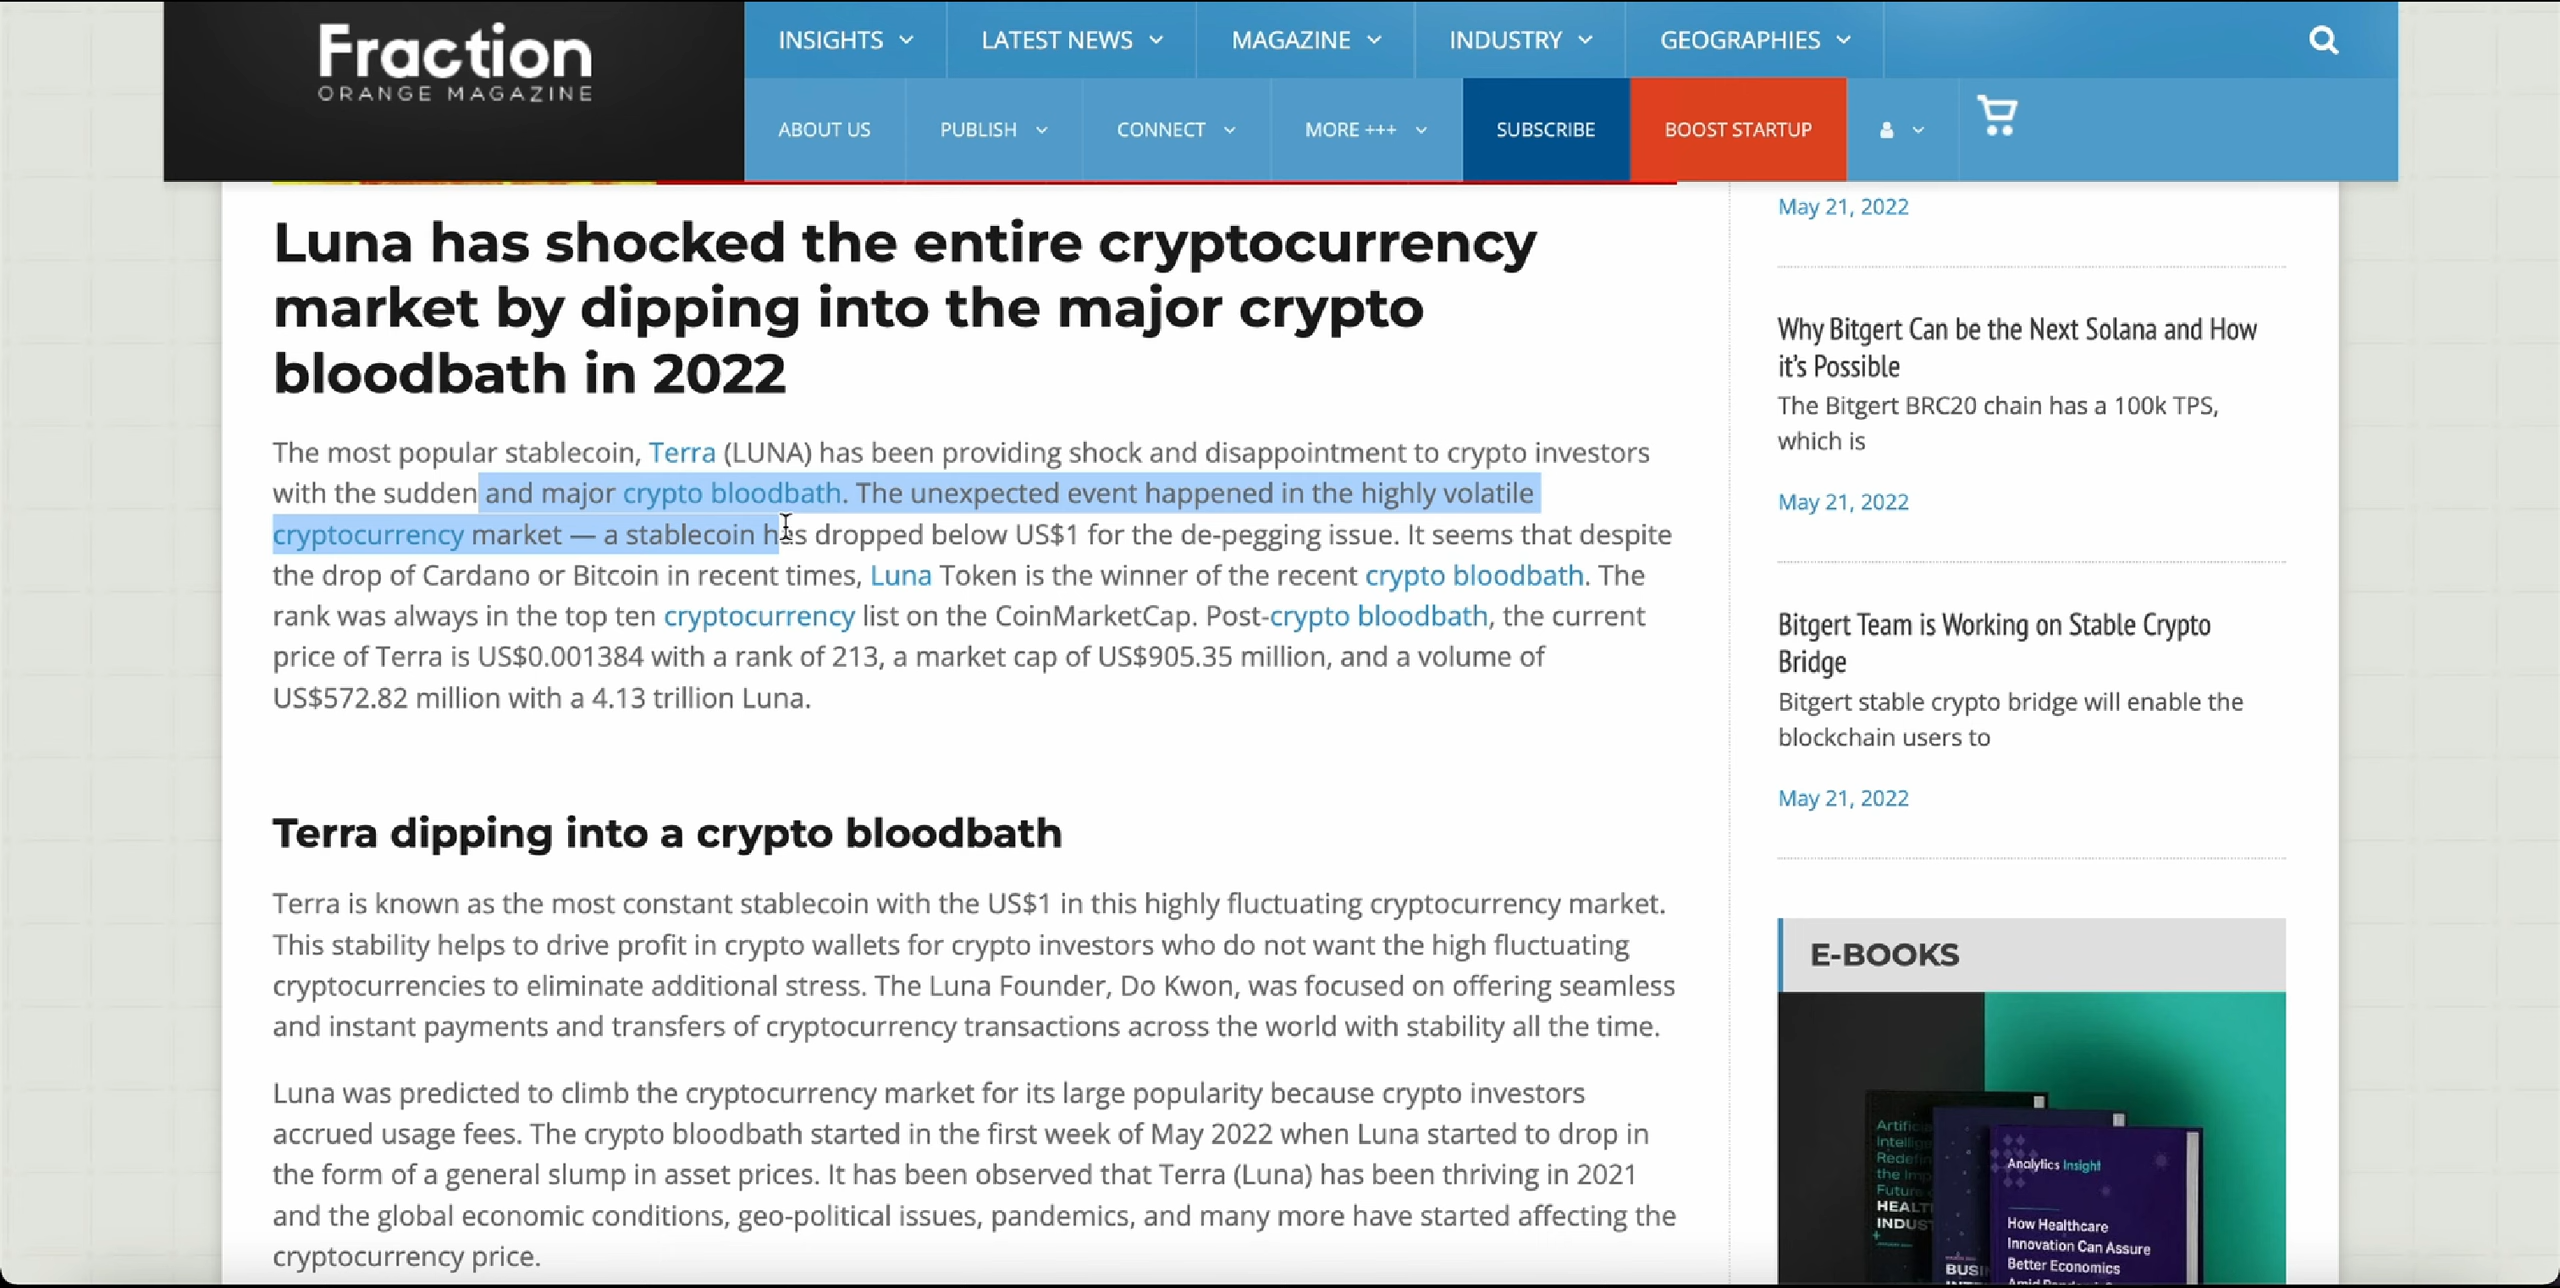 Fraction
ORANGE MAGAZINE
INSIGHTS
LATEST NEWS
MAGAZINE
INDUSTRY
GEOGRAPHIES
ABOUT US
PUBLISH
CONNECT
MORE +++
SUBSCRIBE
BOOST STARTUP
Luna has shocked the entire cryptocurrency
market by dipping into the major crypto
bloodbath in 2022
The most popular stablecoin, Terra (LUNA) has been providing shock and disappointment to crypto investors
with the sudden and major crypto bloodbath. The unexpected event happened in the highly volatile
cryptocurrency market — a stablecoin has dropped below US$1 for the de-pegging issue. It seems that despite
the drop of Cardano or Bitcoin in recent times, Luna Token is the winner of the recent crypto bloodbath. The
rank was always in the top ten cryptocurrency list on the CoinMarketCap. Post-crypto bloodbath, the current
price of Terra is US$0.001384 with a rank of 213, a market cap of US$905.35 million, and a volume of
US$572.82 million with a 4.13 trillion Luna.
Terra dipping into a crypto bloodbath
Terra is known as the most constant stablecoin with the US$1 in this highly fluctuating cryptocurrency market.
This stability helps to drive profit in crypto wallets for crypto investors who do not want the high fluctuating
cryptocurrencies to eliminate additional stress. The Luna Founder, Do Kwon, was focused on offering seamless
and instant payments and transfers of cryptocurrency transactions across the world with stability all the time.
Luna was predicted to climb the cryptocurrency market for its large popularity because crypto investors
accrued usage fees. The crypto bloodbath started in the first week of May 2022 when Luna started to drop in
the form of a general slump in asset prices. It has been observed that Terra (Luna) has been thriving in 2021
and the global economic conditions, geo-political issues, pandemics, and many more have started affecting the
cryptocurrency price.
May 21, 2022
Why Bitgert Can be the Next Solana and How
it's Possible
The Bitgert BRC20 chain has a 100k TPS,
which is
May 21, 2022
Bitgert Team is Working on Stable Crypto
Bridge
Bitgert stable crypto bridge will enable the
blockchain users to
May 21, 2022
E-BOOKS
the
Analytics Insight
How Healthcare
Innovation Can Assure
Better Economics